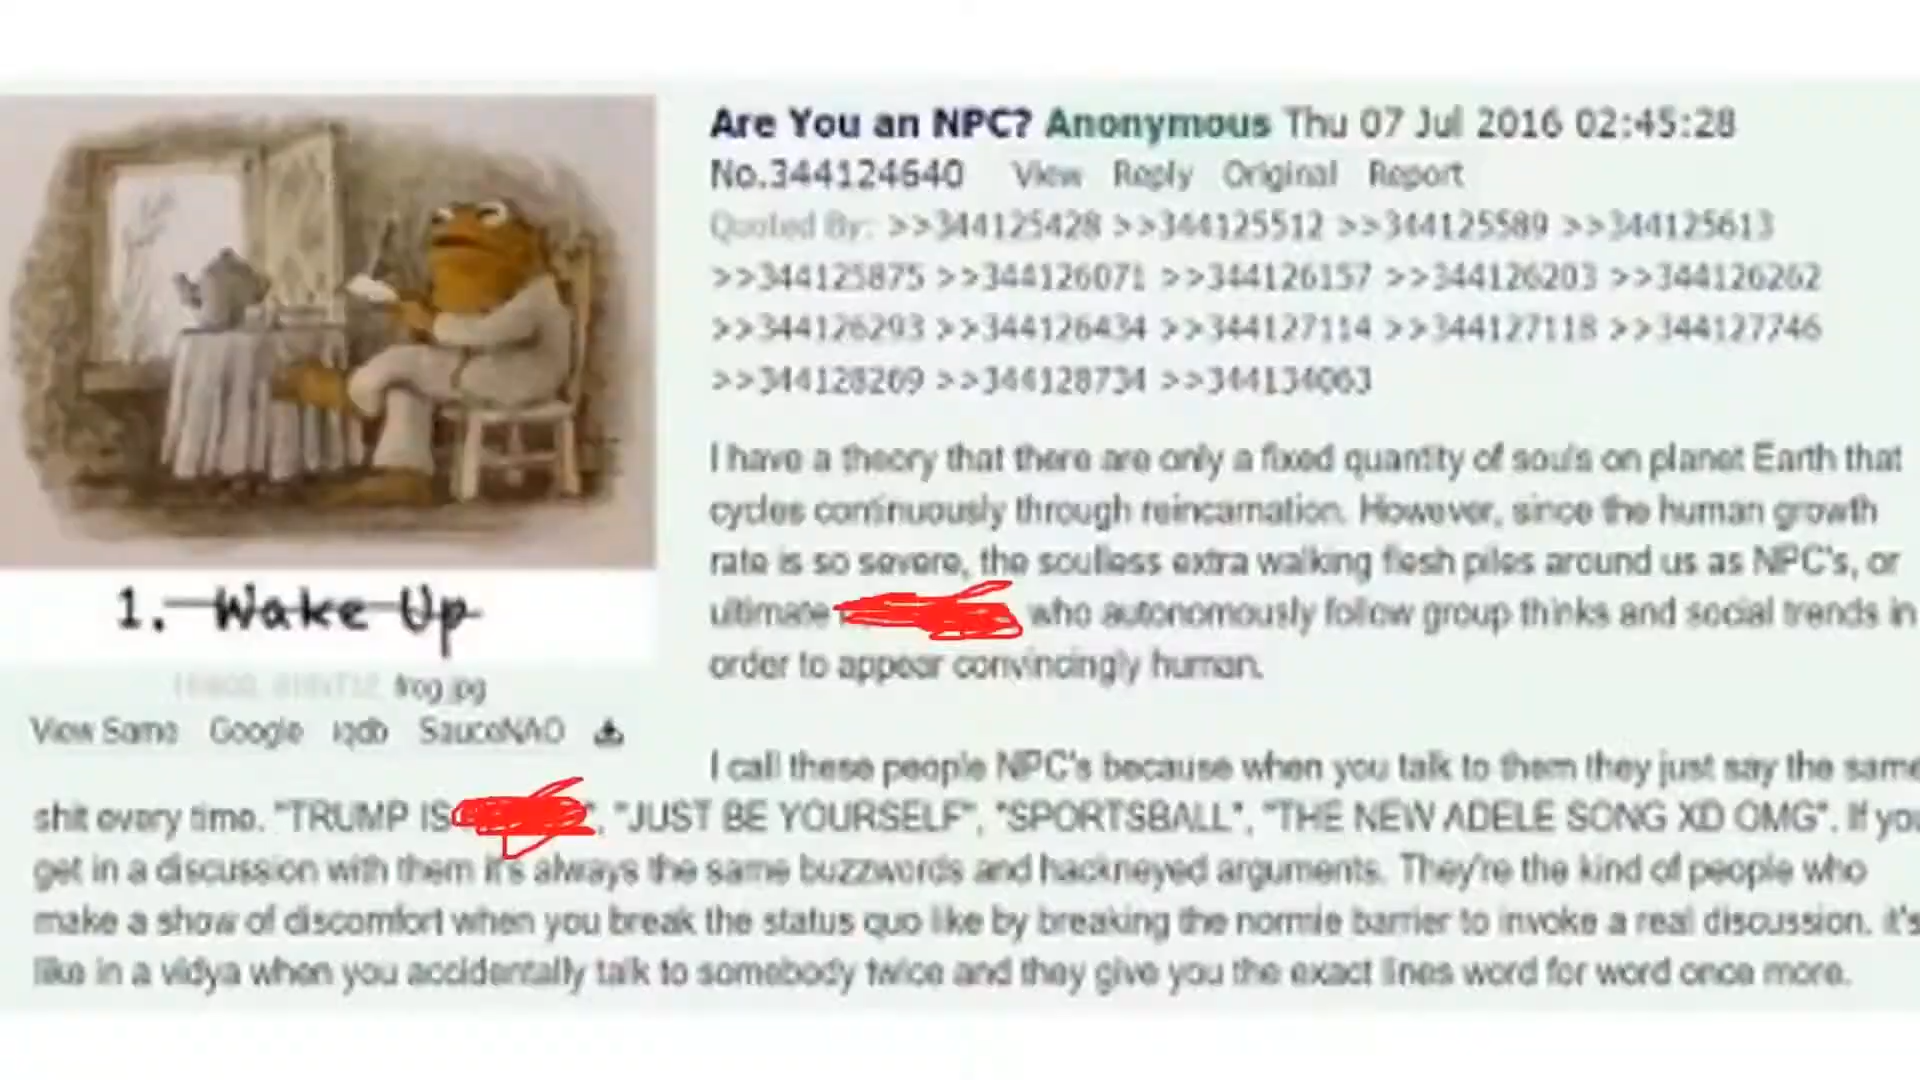 Are You an NPC? Anonymous Thu 07 Jul 2016 02:45:28
No.344124640 View Reply Original Report
Quoted By: >>344125428 >>344125512 >>344125589 >>344125613
>>344125875 >>344126071 >>344126157 >>344126203 >>344126262
>>344126293 >>344126434 >>344127114 >>344127118 >>344127746
>>344128269 >>344128734 >>344134063
I have a theory that there are only a fixed quantity of souls on planet Earth that
cycles continuously through reincarnation. However, since the human growth
rate is so severe, the soulless extra walking flesh piles around us as NPC's, or
ultimate who autonomously follow group thinks and social trends in
order to appear convincingly human.
1. Wake Up
frog.jpg
View Same Google iqdb SauceNAO
I call these people NPC's because when you talk to them they just say the same
shit every time. "TRUMP IS ", "JUST BE YOURSELF", "SPORTSBALL", "THE NEW ADELE SONG XD OMG". If you
get in a discussion with them it's always the same buzzwords and hackneyed arguments. They're the kind of people who
make a show of discomfort when you break the status quo like by breaking the normie barrier to invoke a real discussion. it's
like in a vidya when you accidentally talk to somebody twice and they give you the exact lines word for word once more.